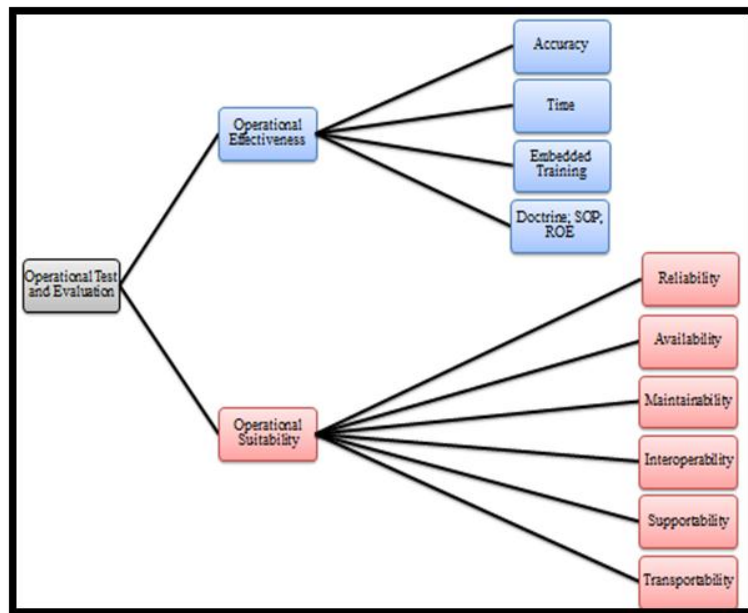 Accuracy
Time
Operational
Effectiveness
Embedded
Training
Doctrine; SOP;
ROE
Operational Test
and Evaluation
Reliability
Availability
Maintainability
Operational
Suitability
Interoperability
Supportability
Transportability